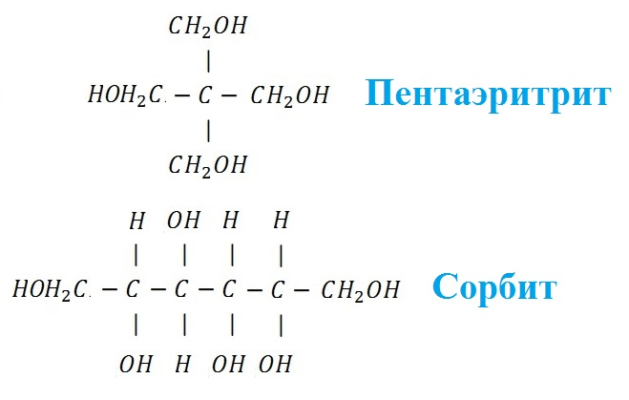 CH₂OH
|
HOH₂C. – C – CH₂OH Пентаэритрит
|
CH₂OH
H OH H H
| | | |
HOH₂C. – C – C – C – C – CH₂OH Сорбит
| | | |
OH H OH OH